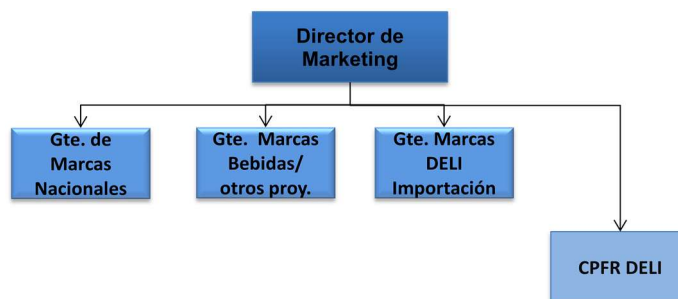 Director de
Marketing
Gte. de
Marcas
Nacionales
Gte. Marcas
Bebidas/
otros proy.
Gte. Marcas
DELI
Importación
CPFR DELI